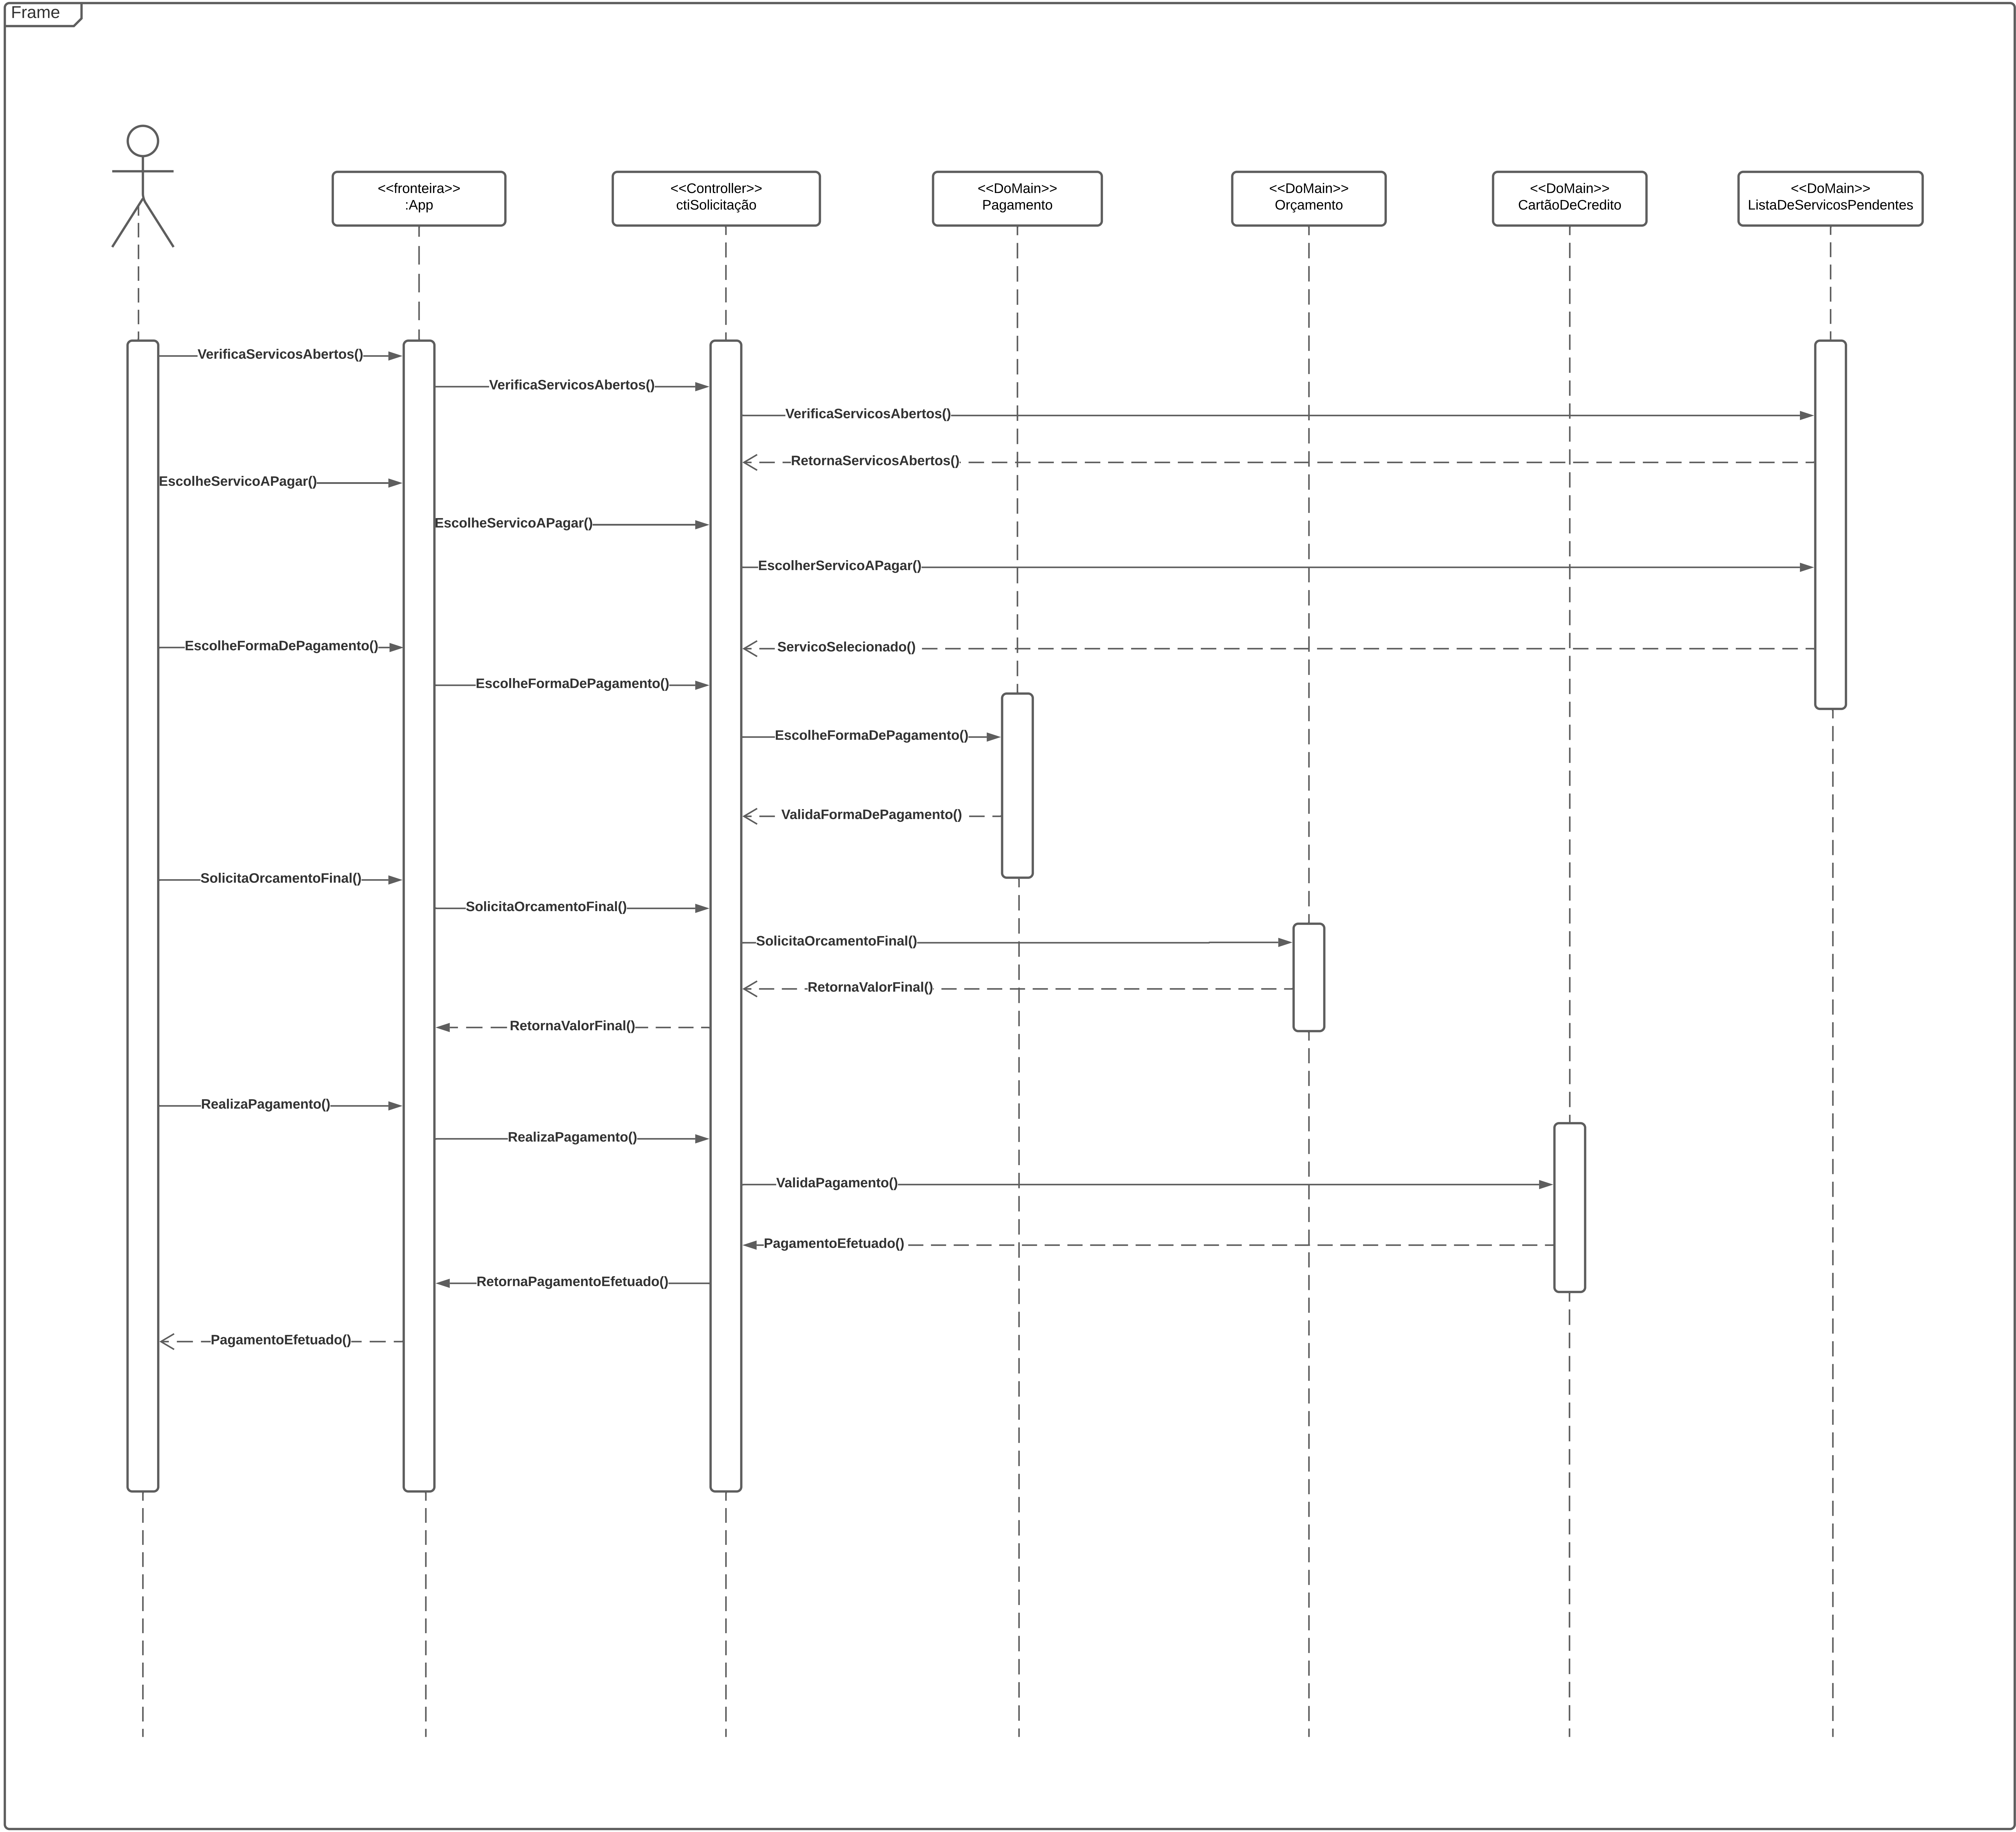 Frame
<<fronteira>>
:App
<<Controller>>
ctiSolicitação
<<DoMain>>
Pagamento
<<DoMain>>
Orçamento
<<DoMain>>
CartãoDeCredito
<<DoMain>>
ListaDeServicosPendentes
VerificaServicosAbertos()
VerificaServicosAbertos()
VerificaServicosAbertos()
RetornaServicosAbertos()
EscolheServicoAPagar()
EscolheServicoAPagar()
EscolherServicoAPagar()
EscolheFormaDePagamento()
ServicoSelecionado()
EscolheFormaDePagamento()
EscolheFormaDePagamento()
ValidaFormaDePagamento()
SolicitaOrcamentoFinal()
SolicitaOrcamentoFinal()
SolicitaOrcamentoFinal()
RetornaValorFinal()
RetornaValorFinal()
RealizaPagamento()
RealizaPagamento()
ValidaPagamento()
PagamentoEfetuado()
RetornaPagamentoEfetuado()
PagamentoEfetuado()